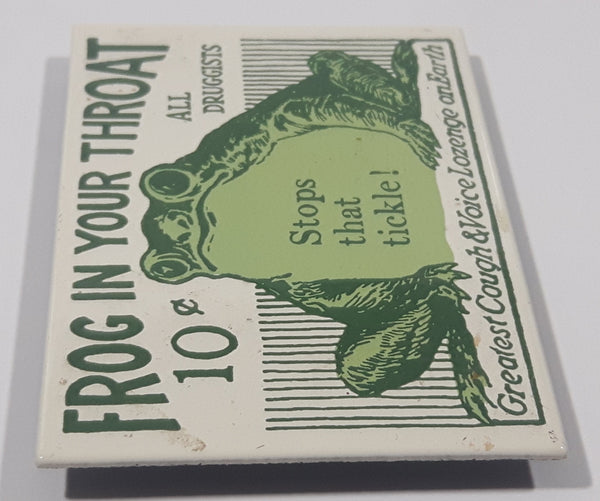 FROG IN YOUR THROAT
10¢
ALL
DRUGGISTS
Stops
that
tickle!
Greatest Cough & Voice Lozenge on Earth